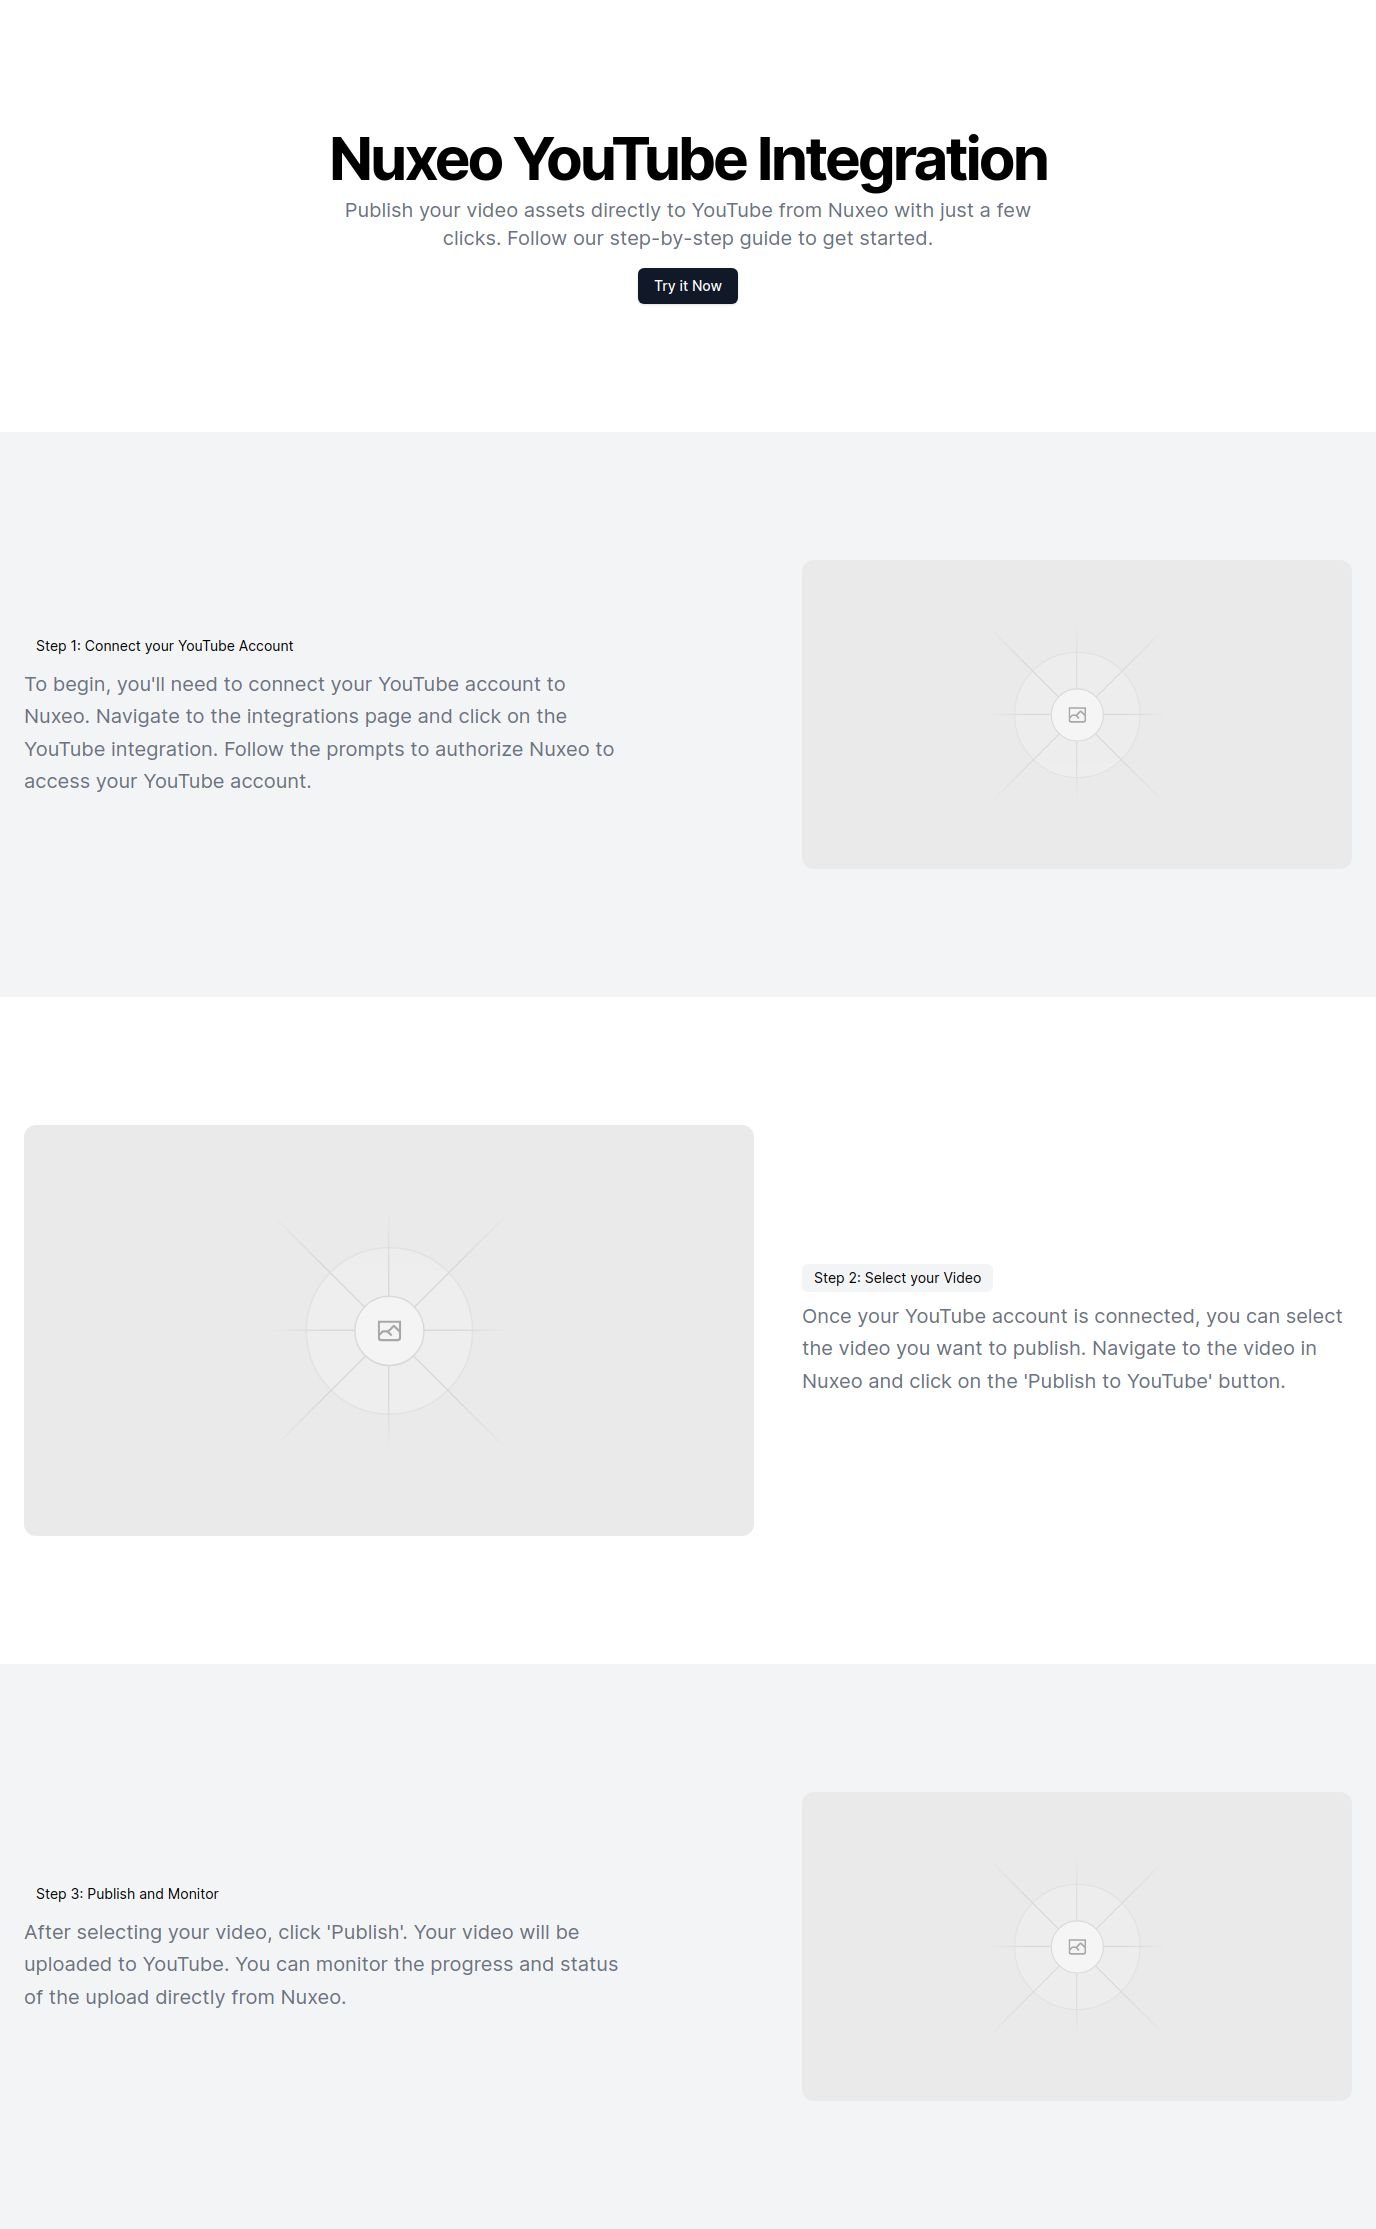 Nuxeo YouTube Integration
Publish your video assets directly to YouTube from Nuxeo with just a few
clicks. Follow our step-by-step guide to get started.
Try it Now
Step 1: Connect your YouTube Account
To begin, you'll need to connect your YouTube account to
Nuxeo. Navigate to the integrations page and click on the
YouTube integration. Follow the prompts to authorize Nuxeo to
access your YouTube account.
Step 2: Select your Video
Once your YouTube account is connected, you can select
the video you want to publish. Navigate to the video in
Nuxeo and click on the 'Publish to YouTube' button.
Step 3: Publish and Monitor
After selecting your video, click 'Publish'. Your video will be
uploaded to YouTube. You can monitor the progress and status
of the upload directly from Nuxeo.